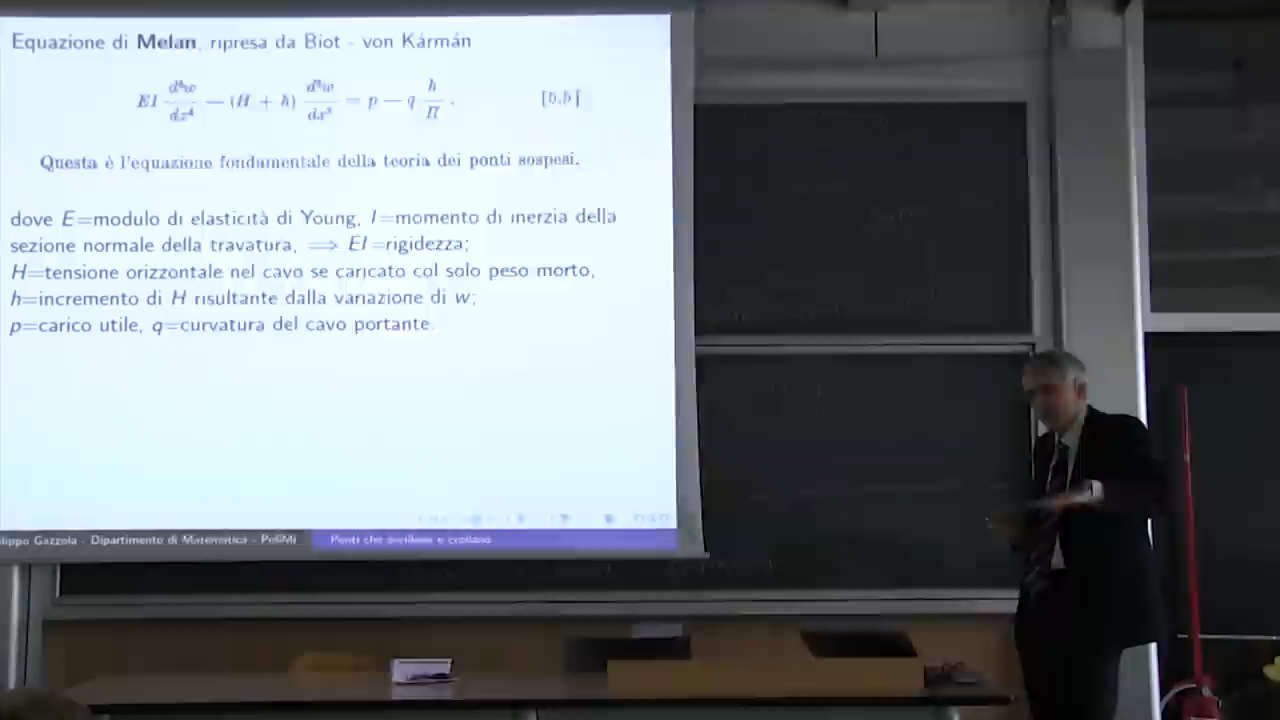 Equazione di Melan, ripresa da Biot - von Kármán
EI d⁴w/dx⁴ − (H + h) d²w/dx² = p − q h/H . [5.5]
Questa è l'equazione fondamentale della teoria dei ponti sospesi.
dove E=modulo di elasticità di Young, I=momento di inerzia della
sezione normale della travatura, ⟹ EI=rigidezza;
H=tensione orizzontale nel cavo se caricato col solo peso morto,
h=incremento di H risultante dalla variazione di w;
p=carico utile, q=curvatura del cavo portante.
lippo Gazzola - Dipartimento di Matematica - PoliMi
Ponti che oscillano e crollano